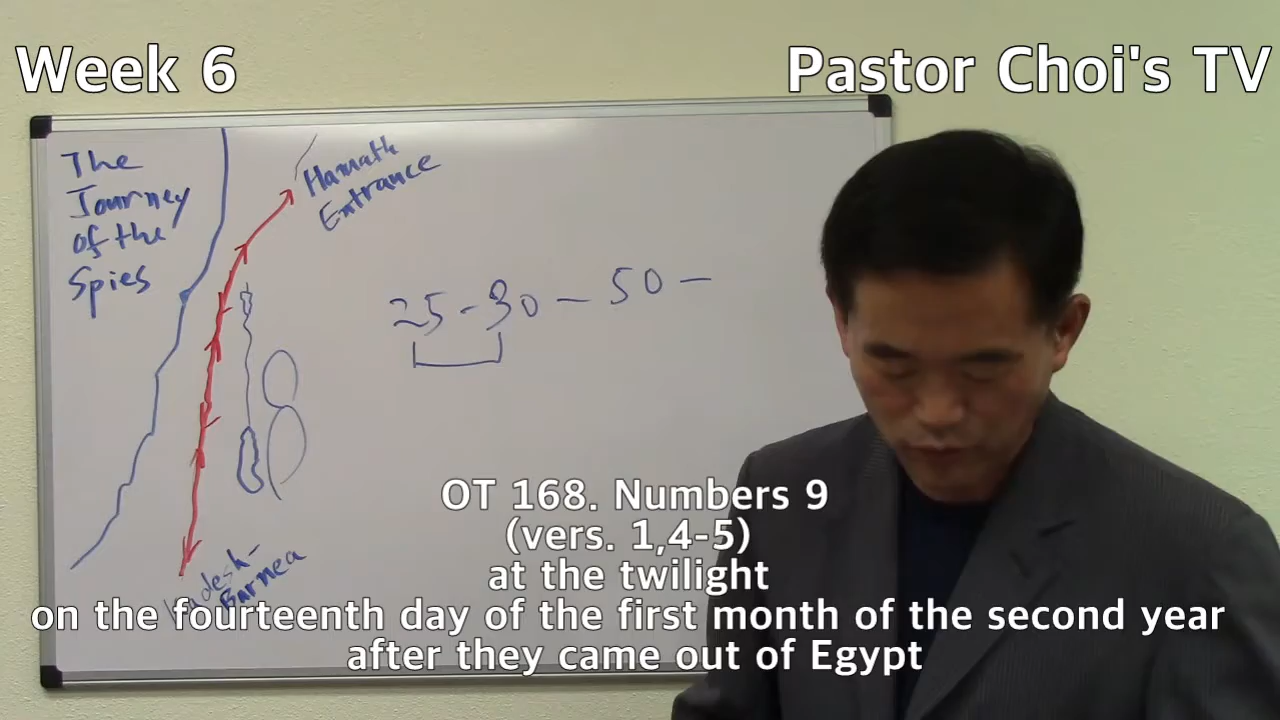 Week 6
Pastor Choi's TV
The
Journey
of the
Spies
Hamath
Entrance
25-30-50-
Kadesh-
Barnea
OT 168. Numbers 9
(vers. 1,4-5)
at the twilight
on the fourteenth day of the first month of the second year
after they came out of Egypt